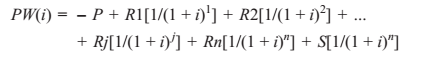 PW(i) = – P + R1[1/(1 + i)¹] + R2[1/(1 + i)²] + ...
+ Rj[1/(1 + i)ʲ] + Rn[1/(1 + i)ⁿ] + S[1/(1 + i)ⁿ]